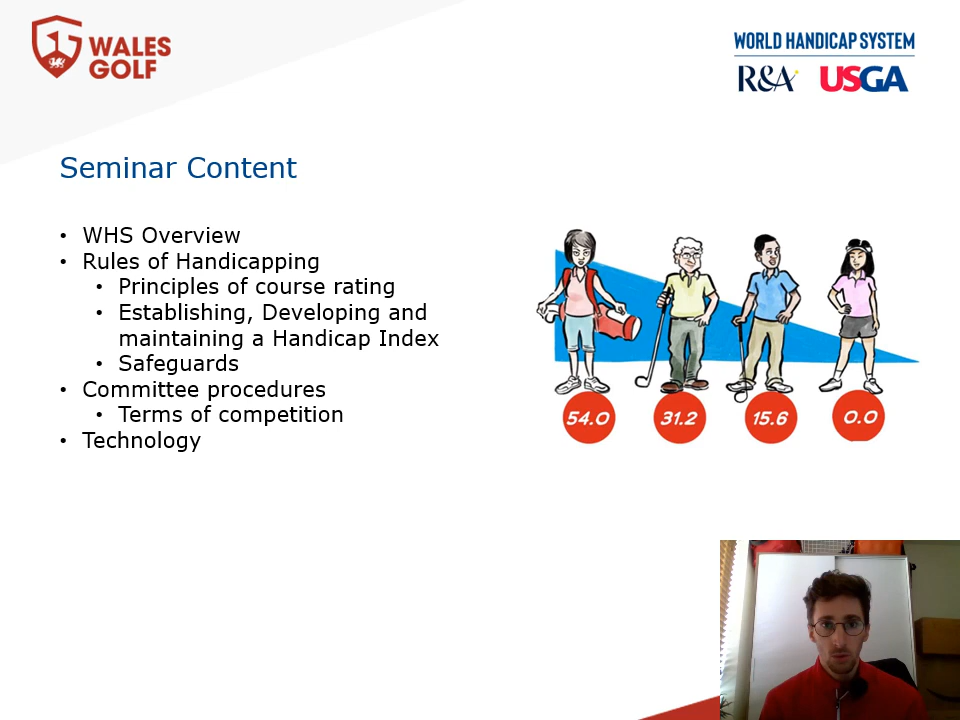 WALES
GOLF
WORLD HANDICAP SYSTEM
R&A USGA
Seminar Content
• WHS Overview
• Rules of Handicapping
• Principles of course rating
• Establishing, Developing and
maintaining a Handicap Index
• Safeguards
• Committee procedures
• Terms of competition
• Technology
54.0 31.2 15.6 0.0